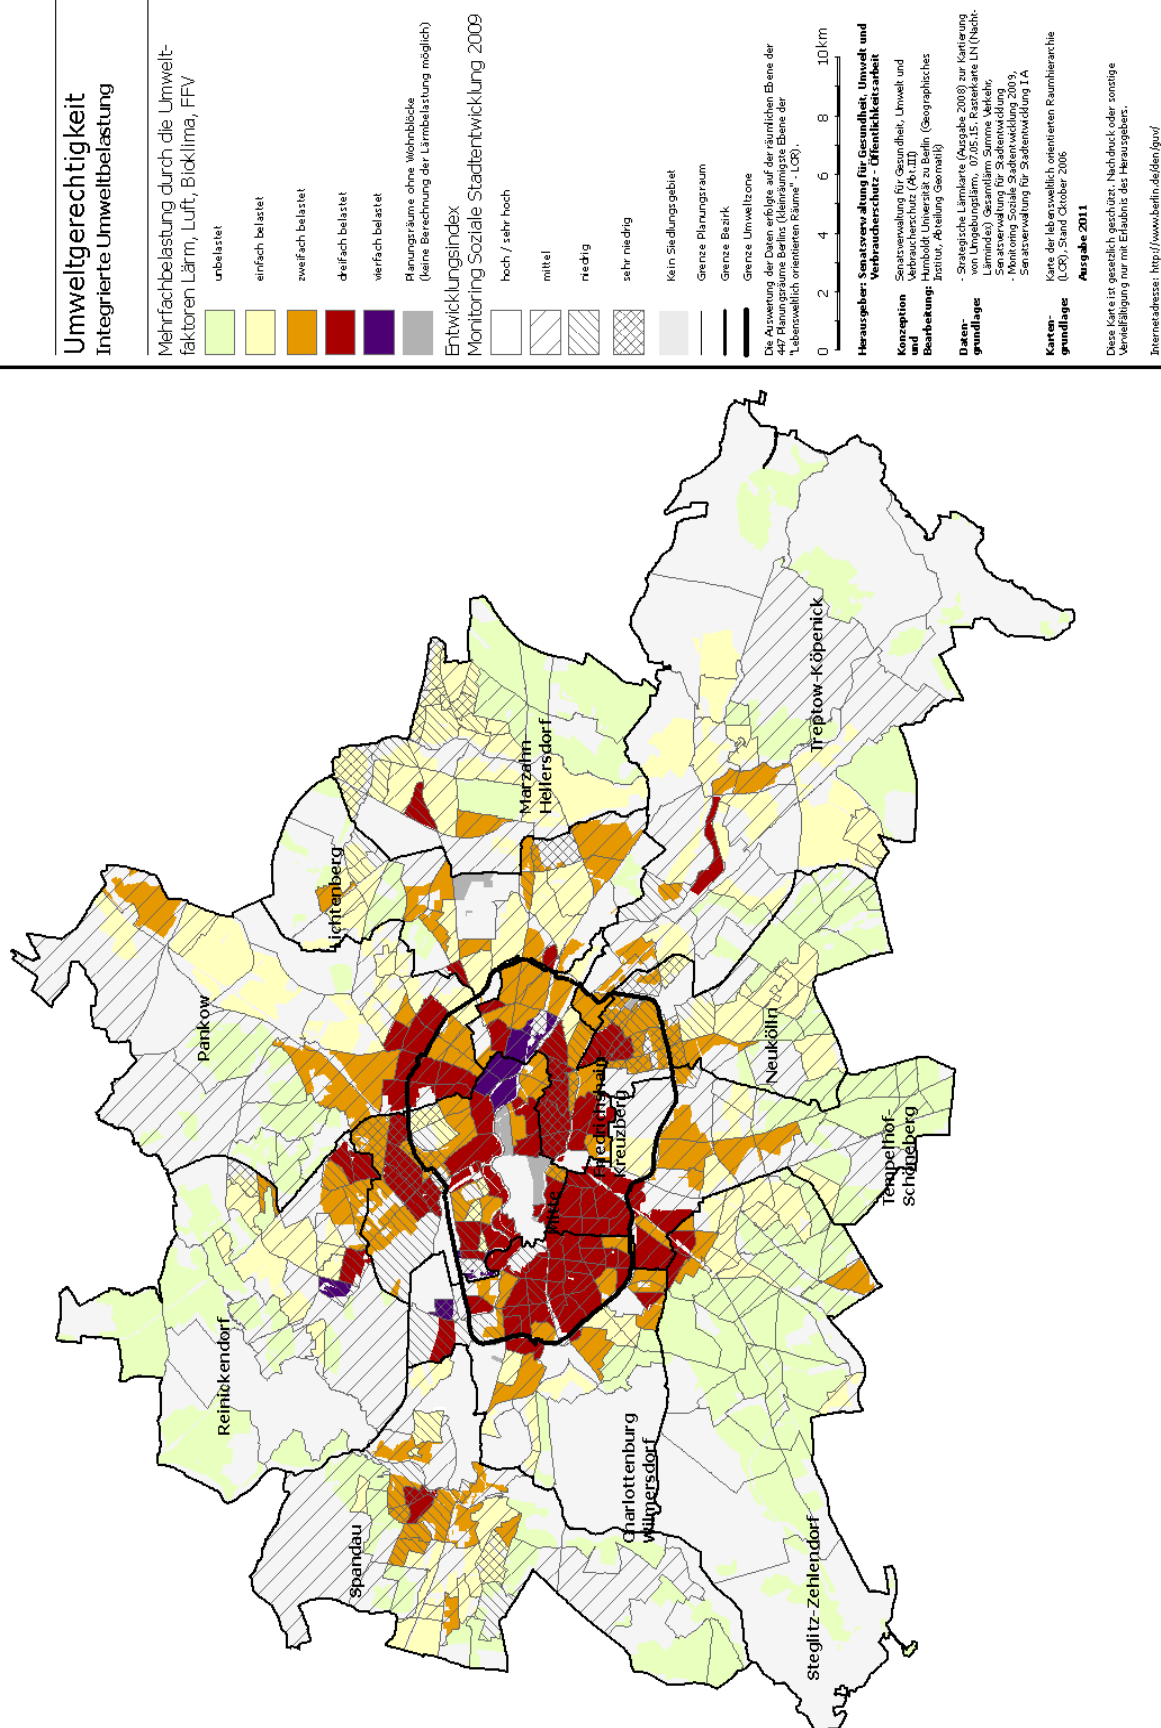 Umweltgerechtigkeit
Integrierte Umweltbelastung
Mehrfachbelastung durch die Umwelt-
faktoren Lärm, Luft, Bioklima, FFV
unbelastet
einfach belastet
zweifach belastet
dreifach belastet
vierfach belastet
Planungsräume ohne Wohnblöcke
(keine Berechnung der Lärmbelastung möglich)
Entwicklungsindex
Monitoring Soziale Stadtentwicklung 2009
hoch / sehr hoch
mittel
niedrig
sehr niedrig
Kein Siedlungsgebiet
Grenze Planungsraum
Grenze Bezirk
Grenze Umweltzone
Die Auswertung der Daten erfolgte auf der räumlichen Ebene der
447 Planungsräume Berlins (kleinräumigste Ebene der
"Lebensweltlich orientierten Räume" - LOR).
0 2 4 6 8 10km
Herausgeber: Senatsverwaltung für Gesundheit, Umwelt und
Verbraucherschutz - Öffentlichkeitsarbeit
Konzeption und Bearbeitung: Senatsverwaltung für Gesundheit, Umwelt und
Verbraucherschutz (Abt.III)
Humboldt Universität zu Berlin (Geographisches
Institut, Abteilung Geomatik)
Daten-
grundlage: - Strategische Lärmkarte (Ausgabe 2008) zur Kartierung
von Umgebungslärm, 07.05.15. Rasterkarte LN (Nacht-
Lärmindex) Gesamtlärm Summe Verkehr,
Senatsverwaltung für Stadtentwicklung
- Monitoring Soziale Stadtentwicklung 2009,
Senatsverwaltung für Stadtentwicklung I A
Karten-
grundlage: Karte der lebensweltlich orientierten Raumhierarchie
(LOR), Stand Oktober 2006
Ausgabe 2011
Diese Karte ist gesetzlich geschützt. Nachdruck oder sonstige
Vervielfältigung nur mit Erlaubnis des Herausgebers.
Internetadresse: http://www.berlin.de/sen/guv/
Pankow
Reinickendorf
Lichtenberg
Spandau
Marzahn
Hellersdorf
Mitte
Friedrichshain
Kreuzberg
Charlottenburg
Wilmersdorf
Neukölln
Treptow-Köpenick
Steglitz-Zehlendorf
Tempelhof-
Schöneberg